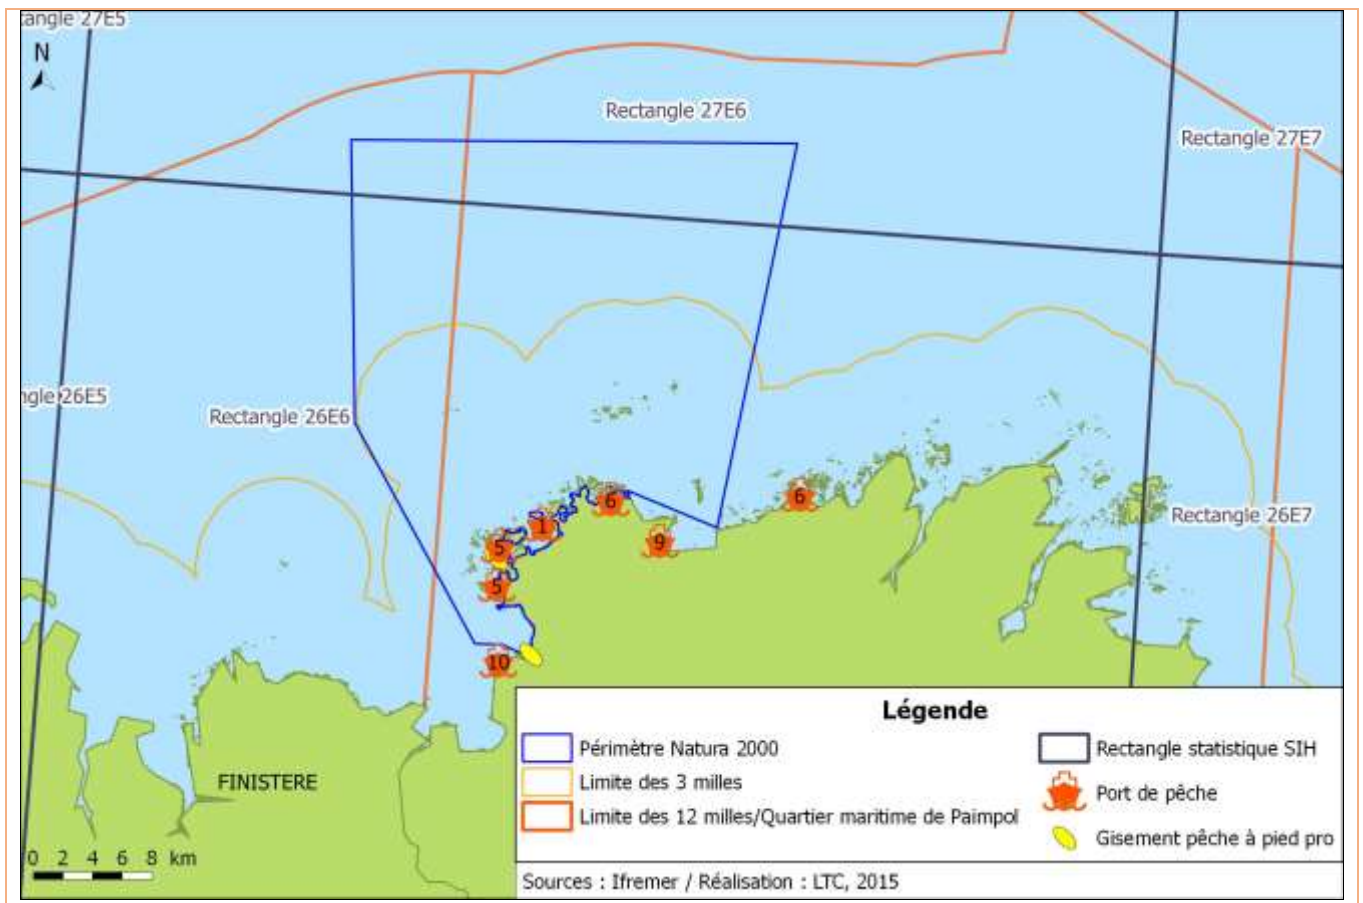 angle 27E5
N
Rectangle 27E6
Rectangle 27E7
ngle 26E5
Rectangle 26E6
6
6
1
9
5
Rectangle 26E7
5
10
FINISTERE
0 2 4 6 8 km
Légende
Périmètre Natura 2000
Limite des 3 milles
Limite des 12 milles/Quartier maritime de Paimpol
Rectangle statistique SIH
Port de pêche
Gisement pêche à pied pro
Sources : Ifremer / Réalisation : LTC, 2015